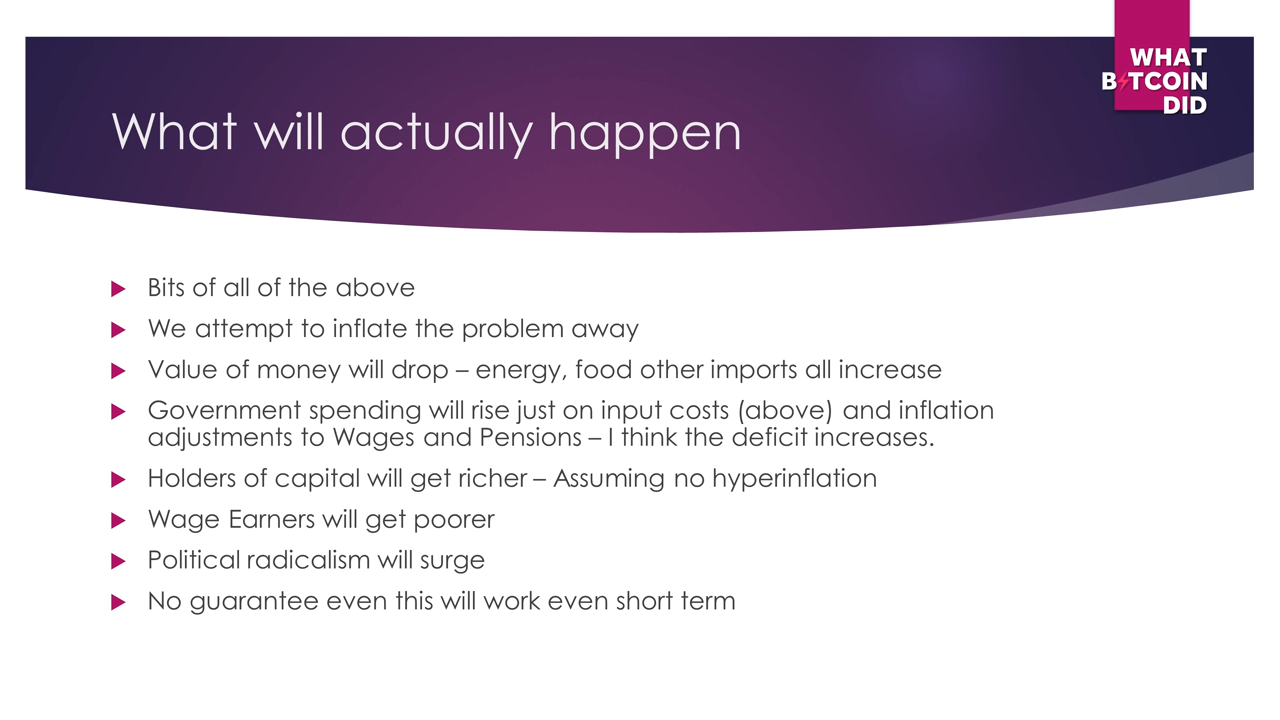 WHAT
B TCOIN
DID
What will actually happen
Bits of all of the above
We attempt to inflate the problem away
Value of money will drop – energy, food other imports all increase
Government spending will rise just on input costs (above) and inflation
adjustments to Wages and Pensions – I think the deficit increases.
Holders of capital will get richer – Assuming no hyperinflation
Wage Earners will get poorer
Political radicalism will surge
No guarantee even this will work even short term